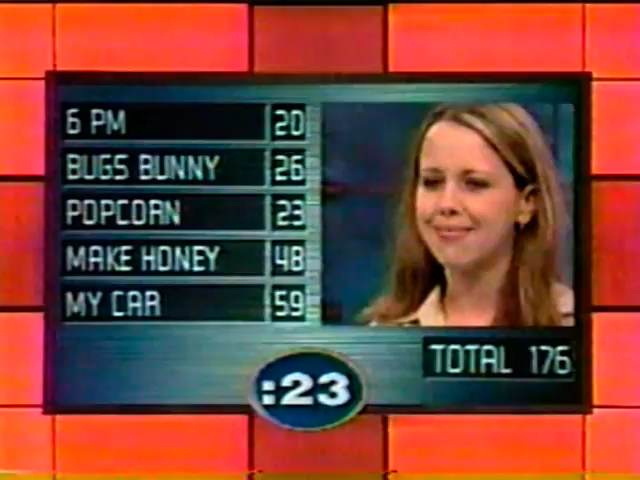 6 PM 20
BUGS BUNNY 26
POPCORN 23
MAKE HONEY 48
MY CAR 59
TOTAL 176
:23